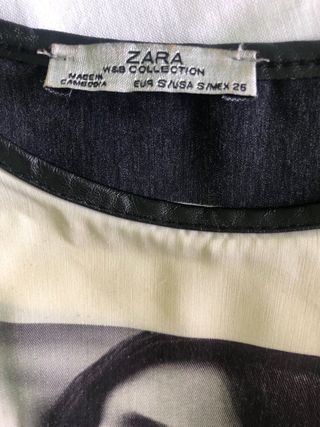 ZARA
W&B COLLECTION
MADE IN
CAMBODIA
EUR S/USA S/MEX 26